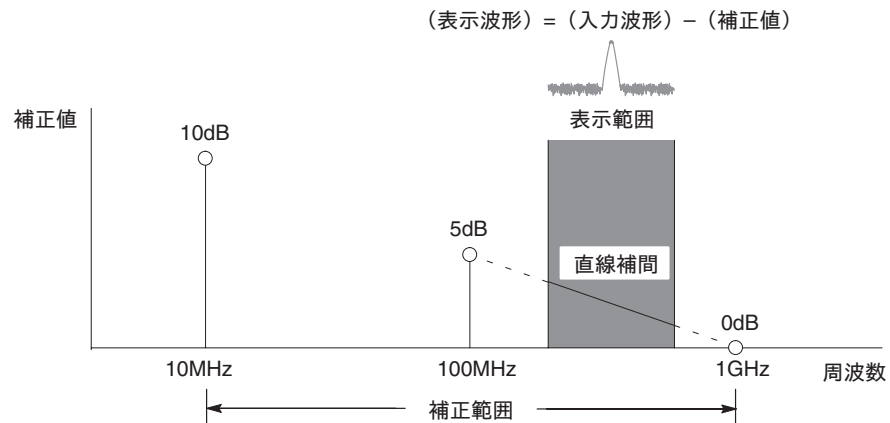 （表示波形）＝（入力波形）－（補正値）
補正値
10dB
表示範囲
5dB
直線補間
0dB
10MHz
100MHz
1GHz
周波数
補正範囲